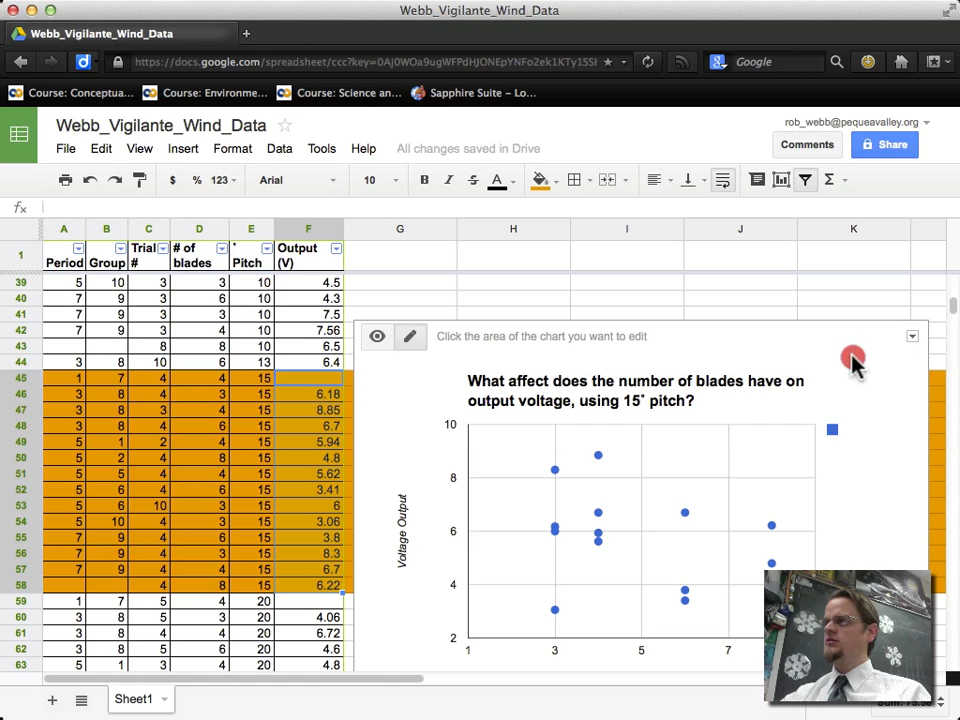 Webb_Vigilante_Wind_Data
Webb_Vigilante_Wind_Data
https://docs.google.com/spreadsheet/ccc?key=0Aj0WOa9ugWFPdHJONEpYNFo2ek1KTy1SSI
Google
Course: Conceptua...
Course: Environme...
Course: Science an...
Sapphire Suite – Lo...
Webb_Vigilante_Wind_Data
rob_webb@pequeavalley.org
File Edit View Insert Format Data Tools Help All changes saved in Drive
Comments
Share
$ % 123 Arial 10 B I S A Σ
fx
A B C D E F G H I J K
1 Period Group Trial # # of blades ° Pitch Output (V)
39 5 10 3 3 10 4.5
40 7 9 3 6 10 4.3
41 7 9 3 3 10 7.5
42 7 9 3 4 10 7.56
43 8 8 10 6.5
44 3 8 10 6 13 6.4
45 1 7 4 4 15
46 3 8 4 3 15 6.18
47 3 8 3 4 15 8.85
48 3 8 4 6 15 6.7
49 5 1 2 4 15 5.94
50 5 2 4 8 15 4.8
51 5 5 4 4 15 5.62
52 5 6 4 6 15 3.41
53 5 6 10 3 15 6
54 5 10 4 3 15 3.06
55 7 9 4 6 15 3.8
56 7 9 4 3 15 8.3
57 7 9 4 4 15 6.7
58 4 8 15 6.22
59 1 7 5 4 20
60 3 8 5 3 20 4.06
61 3 8 4 4 20 6.72
62 3 8 5 6 20 4.6
63 5 1 3 4 20 4.8
Click the area of the chart you want to edit
What affect does the number of blades have on
output voltage, using 15° pitch?
Voltage Output
10
8
6
4
2
1 3 5 7
Sheet1